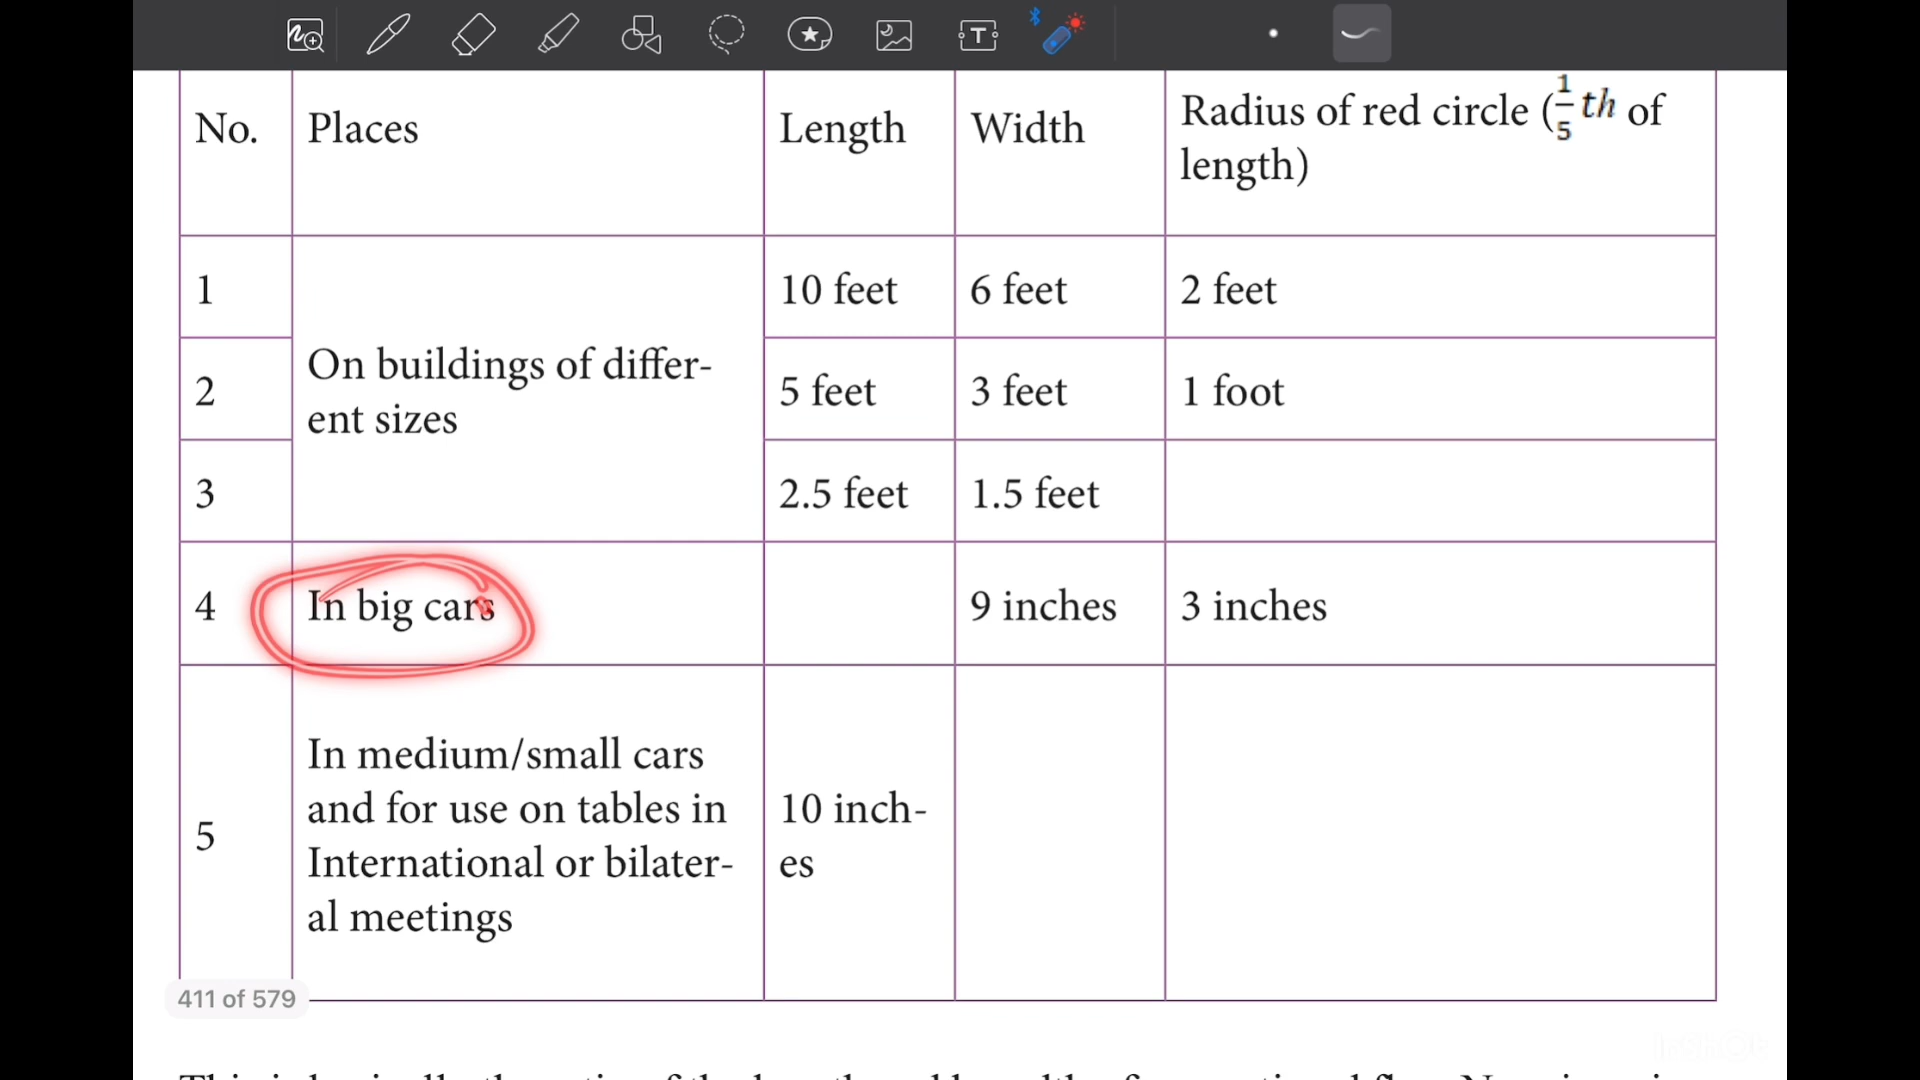 No.
Places
Length
Width
Radius of red circle (1/5 th of
length)
1
On buildings of differ-
ent sizes
10 feet
6 feet
2 feet
2
5 feet
3 feet
1 foot
3
2.5 feet
1.5 feet
4
In big cars
9 inches
3 inches
5
In medium/small cars
and for use on tables in
International or bilater-
al meetings
10 inch-
es
411 of 579